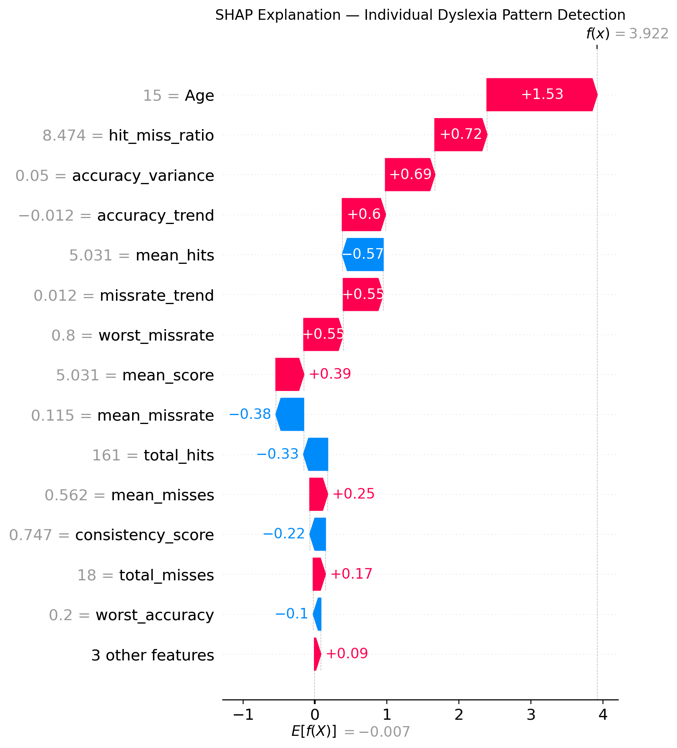 SHAP Explanation — Individual Dyslexia Pattern Detection
f(x) = 3.922
15 = Age
+1.53
8.474 = hit_miss_ratio
+0.72
0.05 = accuracy_variance
+0.69
−0.012 = accuracy_trend
+0.6
5.031 = mean_hits
−0.57
0.012 = missrate_trend
+0.55
0.8 = worst_missrate
+0.55
5.031 = mean_score
+0.39
0.115 = mean_missrate
−0.38
161 = total_hits
−0.33
0.562 = mean_misses
+0.25
0.747 = consistency_score
−0.22
18 = total_misses
+0.17
0.2 = worst_accuracy
−0.1
3 other features
+0.09
−1 0 1 2 3 4
E[f(X)] = −0.007